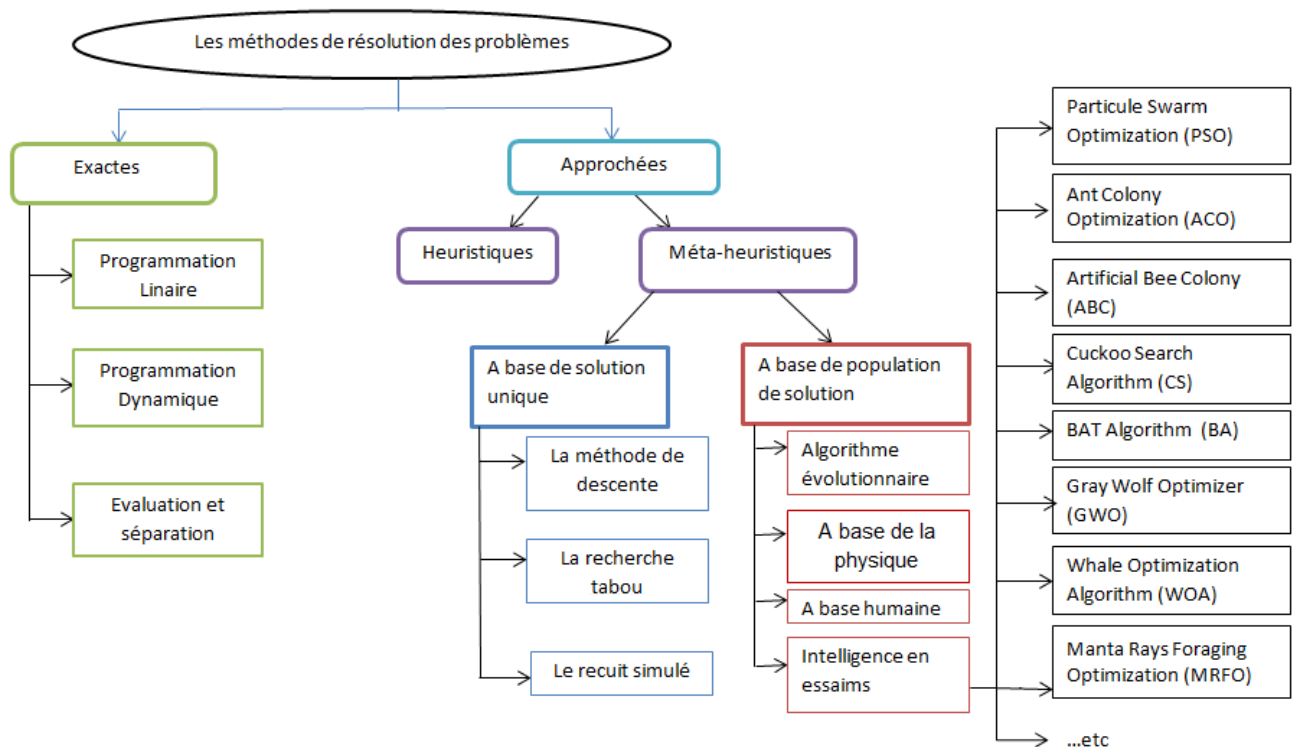 Les méthodes de résolution des problèmes
Exactes
Programmation
Linaire
Programmation
Dynamique
Evaluation et
séparation
Approchées
Heuristiques
Méta-heuristiques
A base de solution
unique
La méthode de
descente
La recherche
tabou
Le recuit simulé
A base de population
de solution
Algorithme
évolutionnaire
A base de la
physique
A base humaine
Intelligence en
essaims
Particule Swarm
Optimization (PSO)
Ant Colony
Optimization (ACO)
Artificial Bee Colony
(ABC)
Cuckoo Search
Algorithm (CS)
BAT Algorithm (BA)
Gray Wolf Optimizer
(GWO)
Whale Optimization
Algorithm (WOA)
Manta Rays Foraging
Optimization (MRFO)
...etc